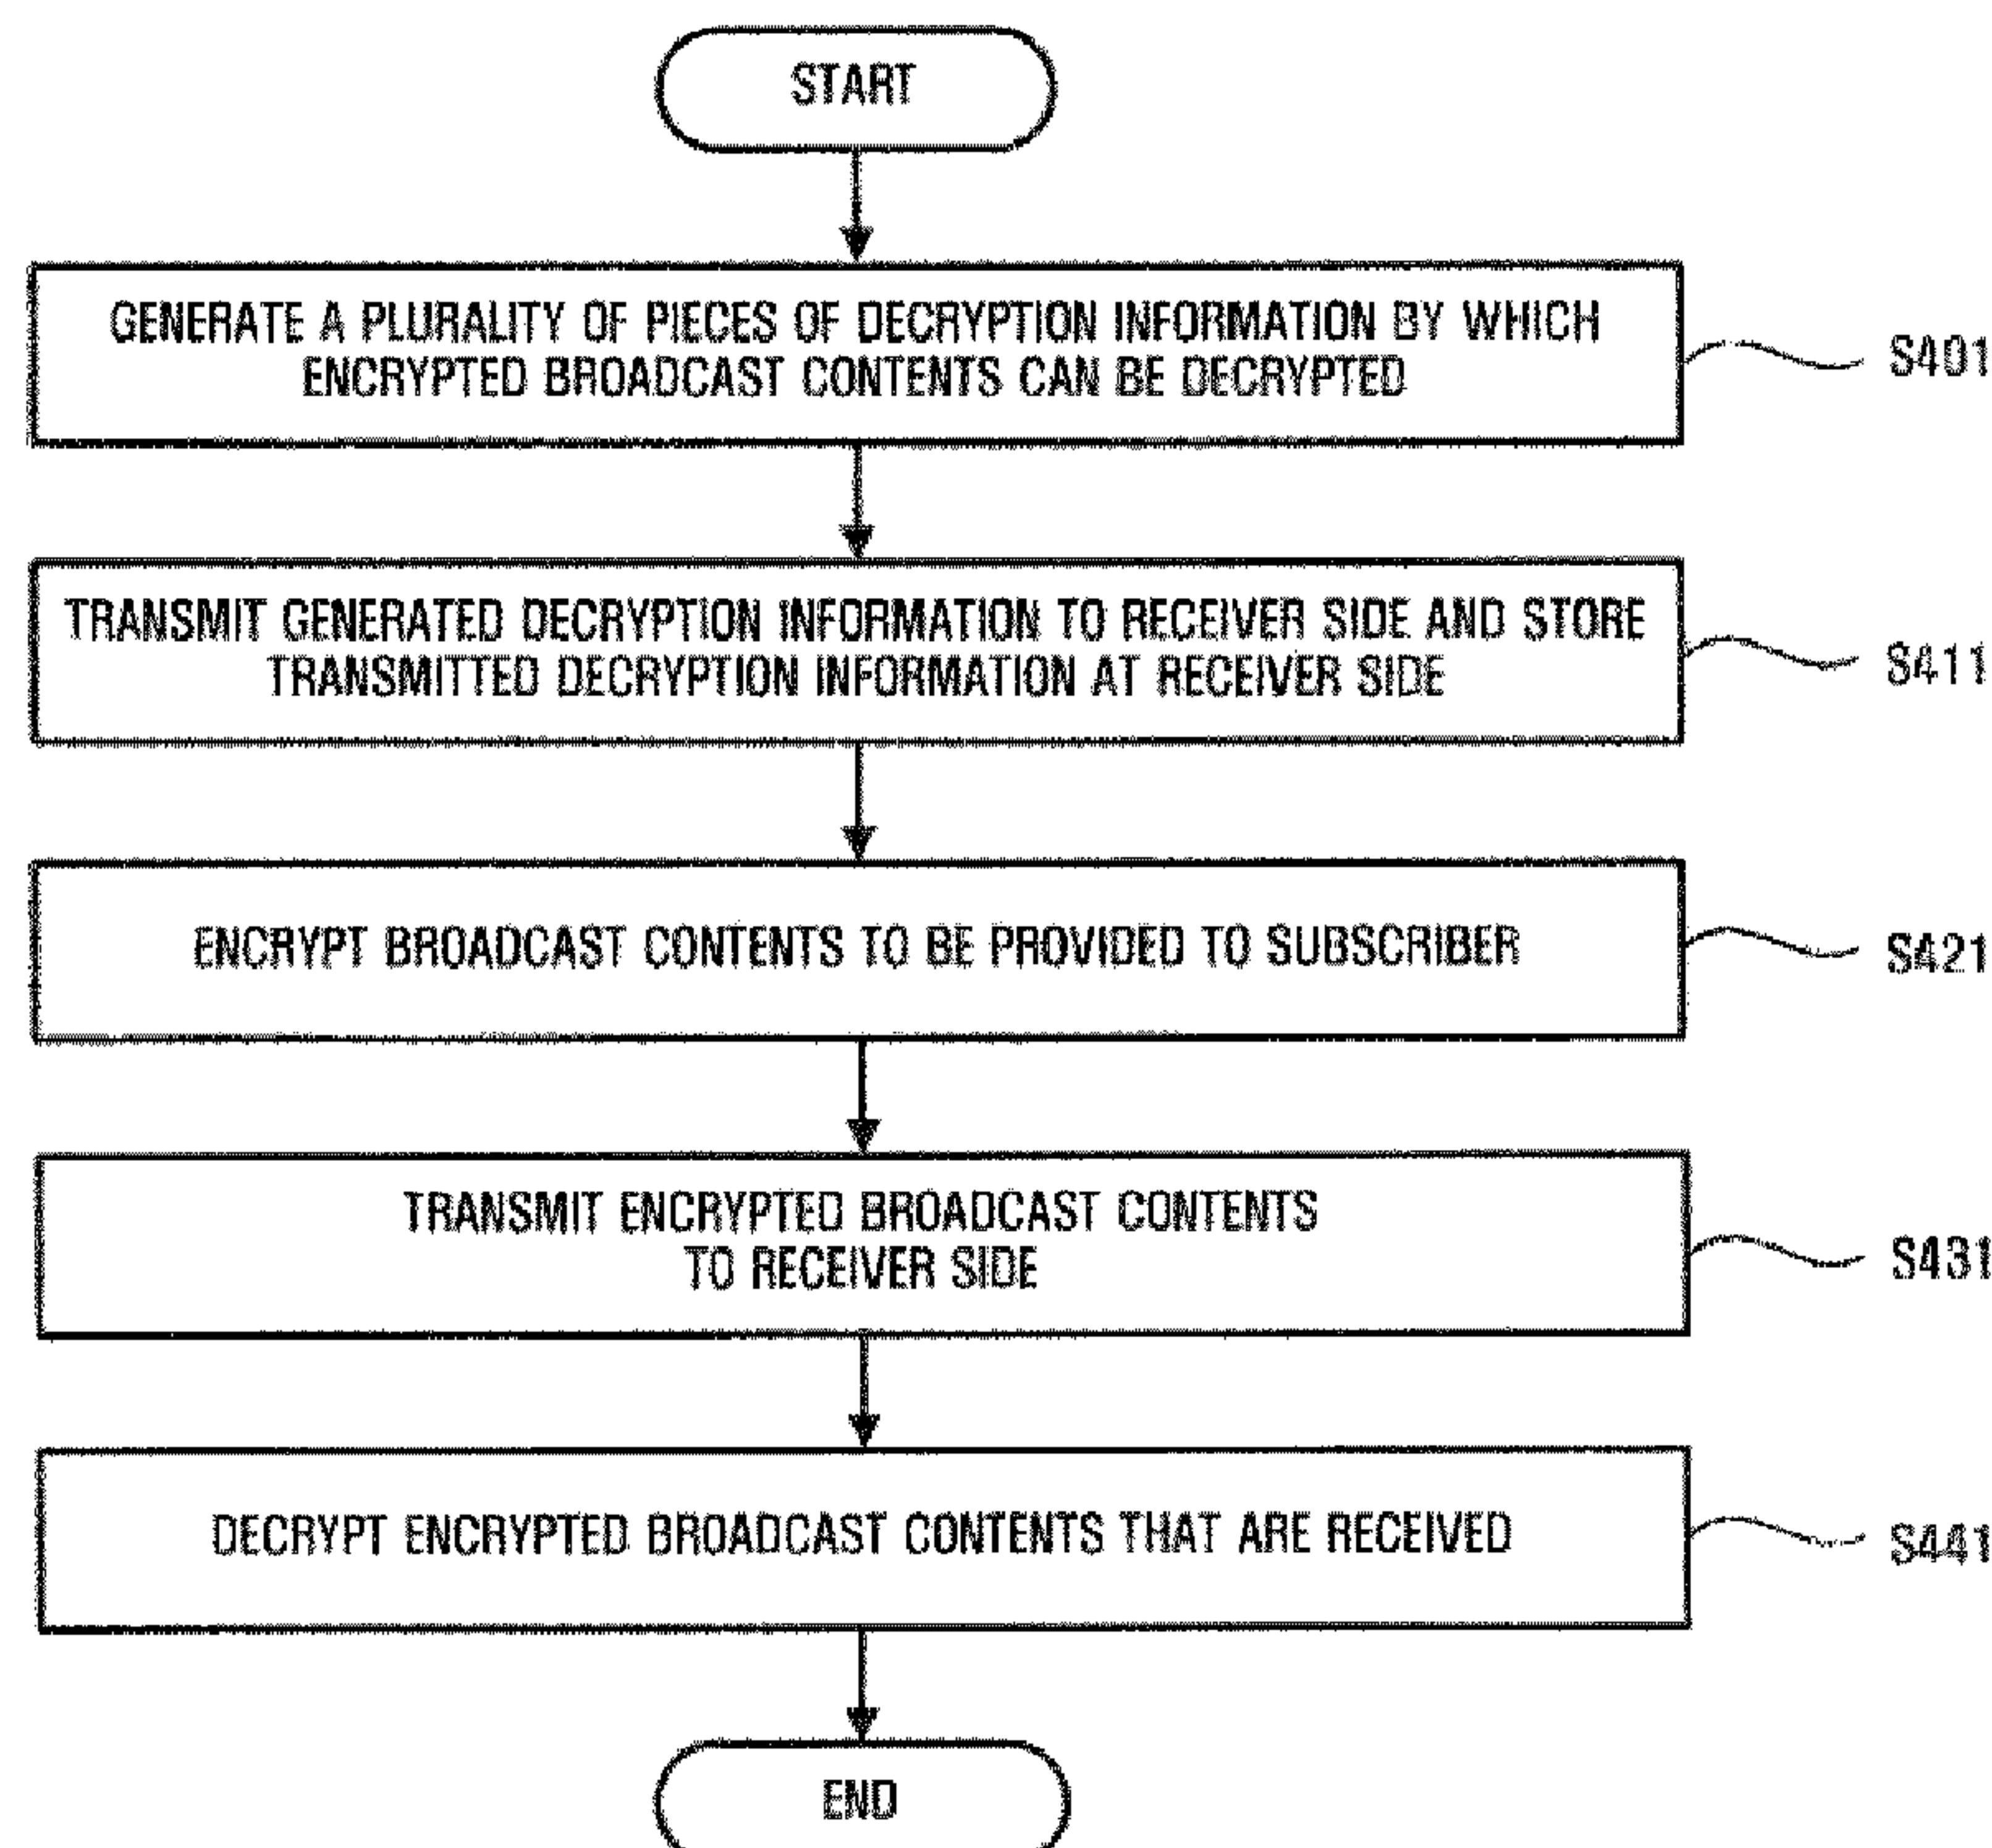 START
GENERATE A PLURALITY OF PIECES OF DECRYPTION INFORMATION BY WHICH
ENCRYPTED BROADCAST CONTENTS CAN BE DECRYPTED
S401
TRANSMIT GENERATED DECRYPTION INFORMATION TO RECEIVER SIDE AND STORE
TRANSMITTED DECRYPTION INFORMATION AT RECEIVER SIDE
S411
ENCRYPT BROADCAST CONTENTS TO BE PROVIDED TO SUBSCRIBER
S421
TRANSMIT ENCRYPTED BROADCAST CONTENTS
TO RECEIVER SIDE
S431
DECRYPT ENCRYPTED BROADCAST CONTENTS THAT ARE RECEIVED
S441
END